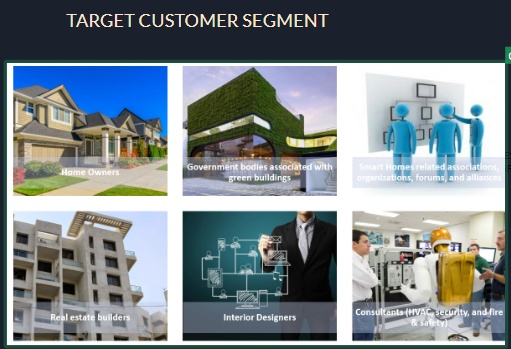 TARGET CUSTOMER SEGMENT
Home Owners
Government bodies associated with
green buildings
Smart Homes related associations,
organizations, forums, and alliances
Real estate builders
Interior Designers
Consultants (HVAC, security, and fire
& safety)